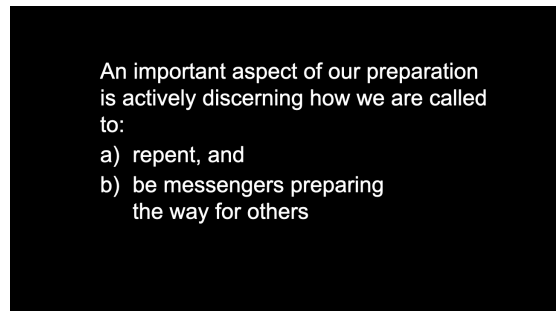 An important aspect of our preparation
is actively discerning how we are called
to:
a) repent, and
b) be messengers preparing
the way for others